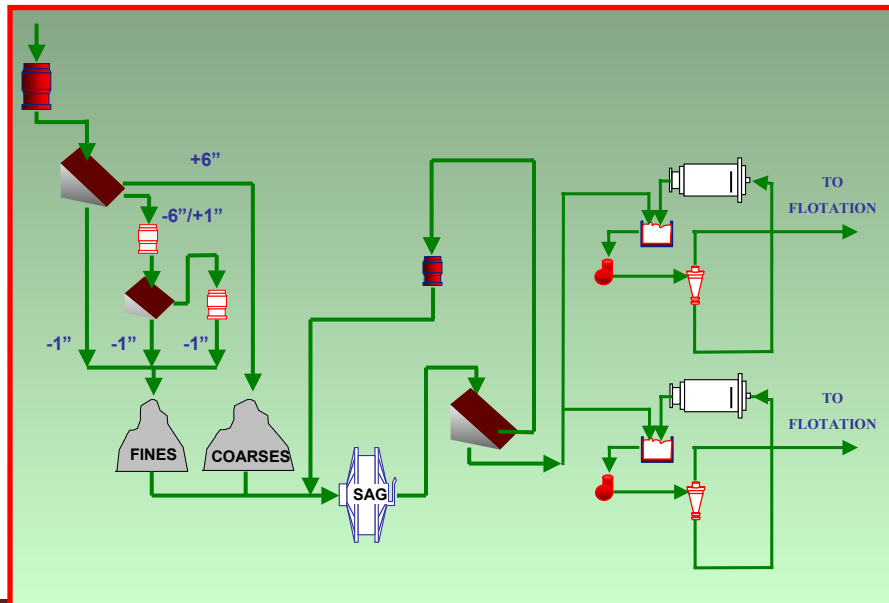 +6”
TO
FLOTATION
-6”/+1”
-1”
-1”
-1”
TO
FLOTATION
FINES
COARSES
SAG